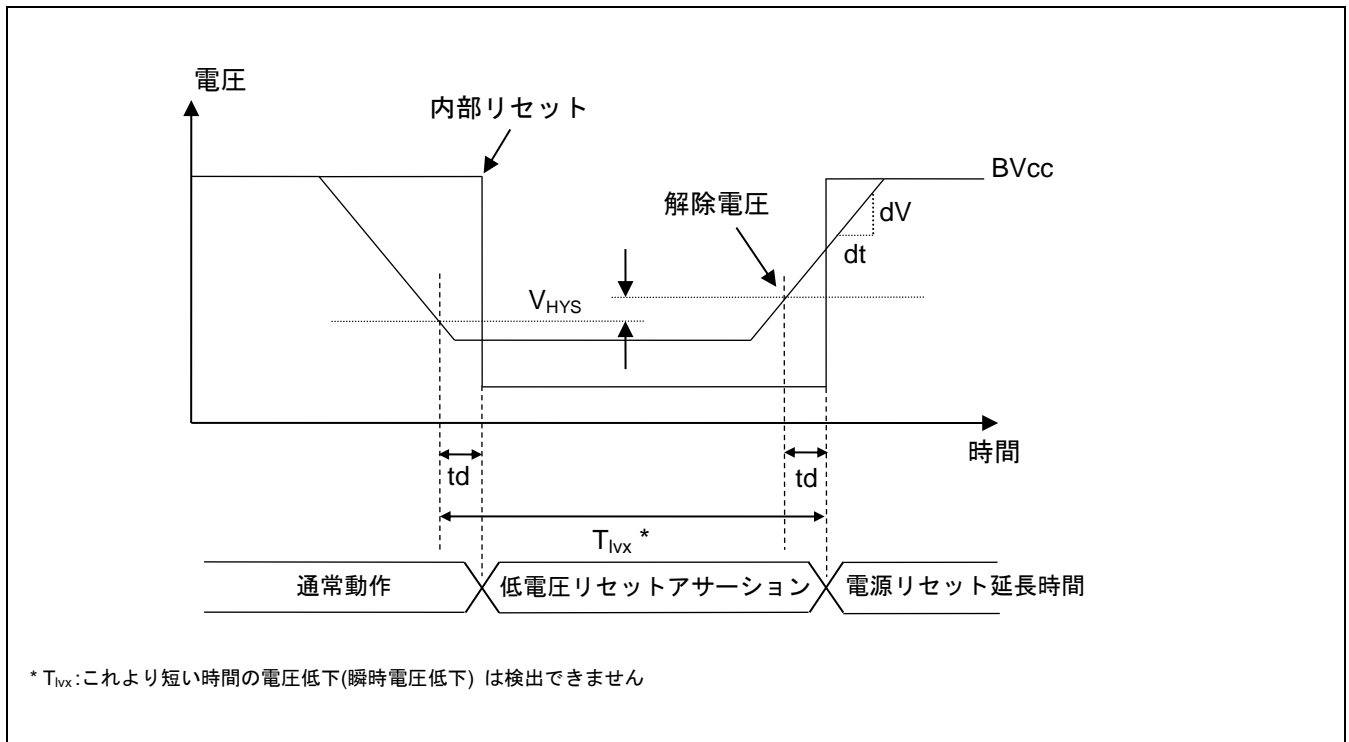 電圧
内部リセット
BVcc
解除電圧
dV
dt
VHYS
時間
td
td
Tlvx *
通常動作
低電圧リセットアサーション
電源リセット延長時間
* Tlvx:これより短い時間の電圧低下(瞬時電圧低下) は検出できません